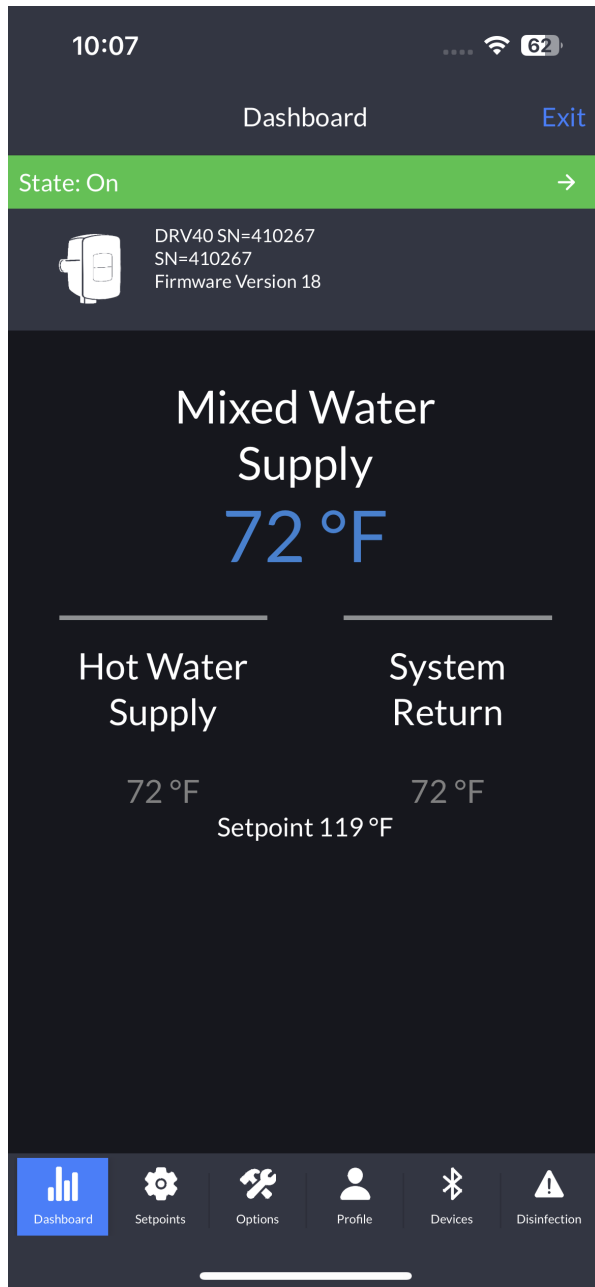 10:07
62
Dashboard
Exit
State: On
DRV40 SN=410267
SN=410267
Firmware Version 18
Mixed Water
Supply
72 °F
Hot Water
Supply
System
Return
72 °F
72 °F
Setpoint 119 °F
Dashboard
Setpoints
Options
Profile
Devices
Disinfection